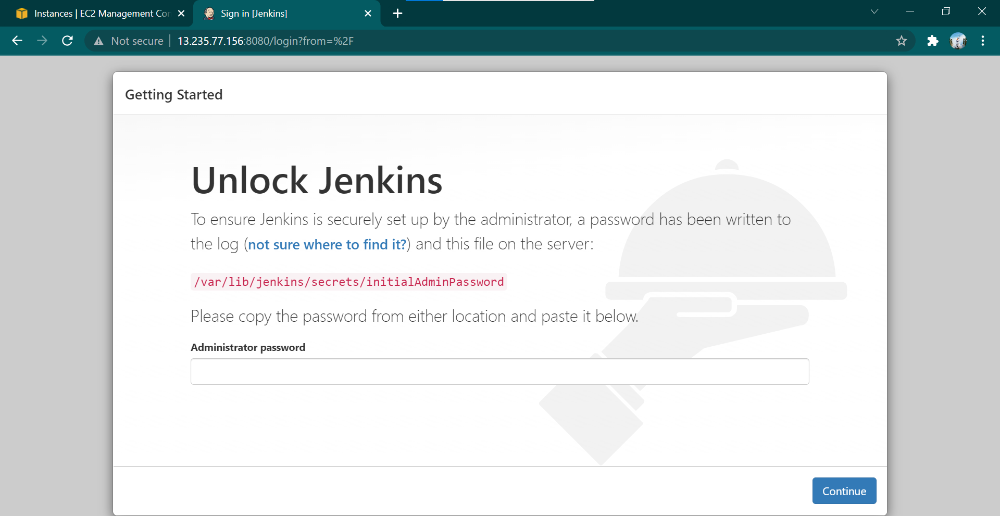 Instances | EC2 Management Con
Sign in [Jenkins]
Not secure
13.235.77.156:8080/login?from=%2F
Getting Started
Unlock Jenkins
To ensure Jenkins is securely set up by the administrator, a password has been written to
the log (not sure where to find it?) and this file on the server:
/var/lib/jenkins/secrets/initialAdminPassword
Please copy the password from either location and paste it below.
Administrator password
Continue